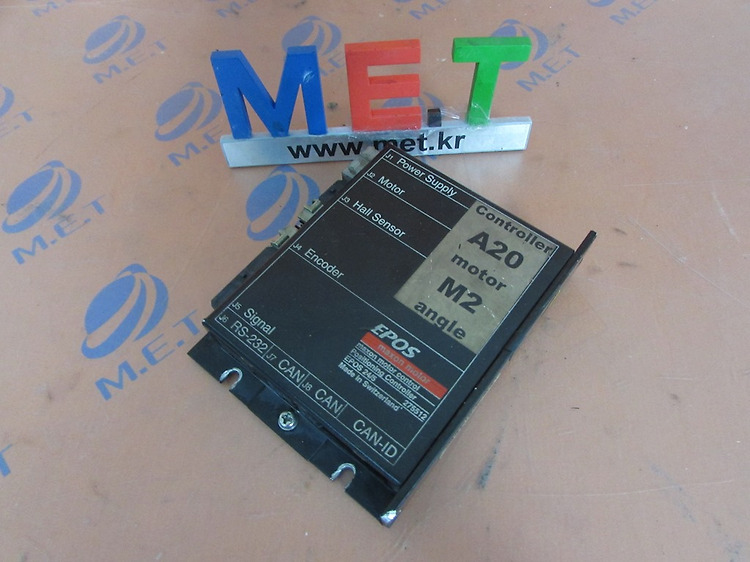 M.E.T
www.met.kr
J1 Power Supply
J2 Motor
J3 Hall Sensor
J4 Encoder
J5 Signal
J6 RS-232
J7 CAN
J8 CAN
CAN-ID
Controller
A20
motor
M2
angle
EPOS
maxon motor
maxon motor control
Positioning Controller
EPOS 24/5
275512
Made in Switzerland
M.E.T
M.E.T
M.E.T
M.E.T
M.E.T
M.E.T